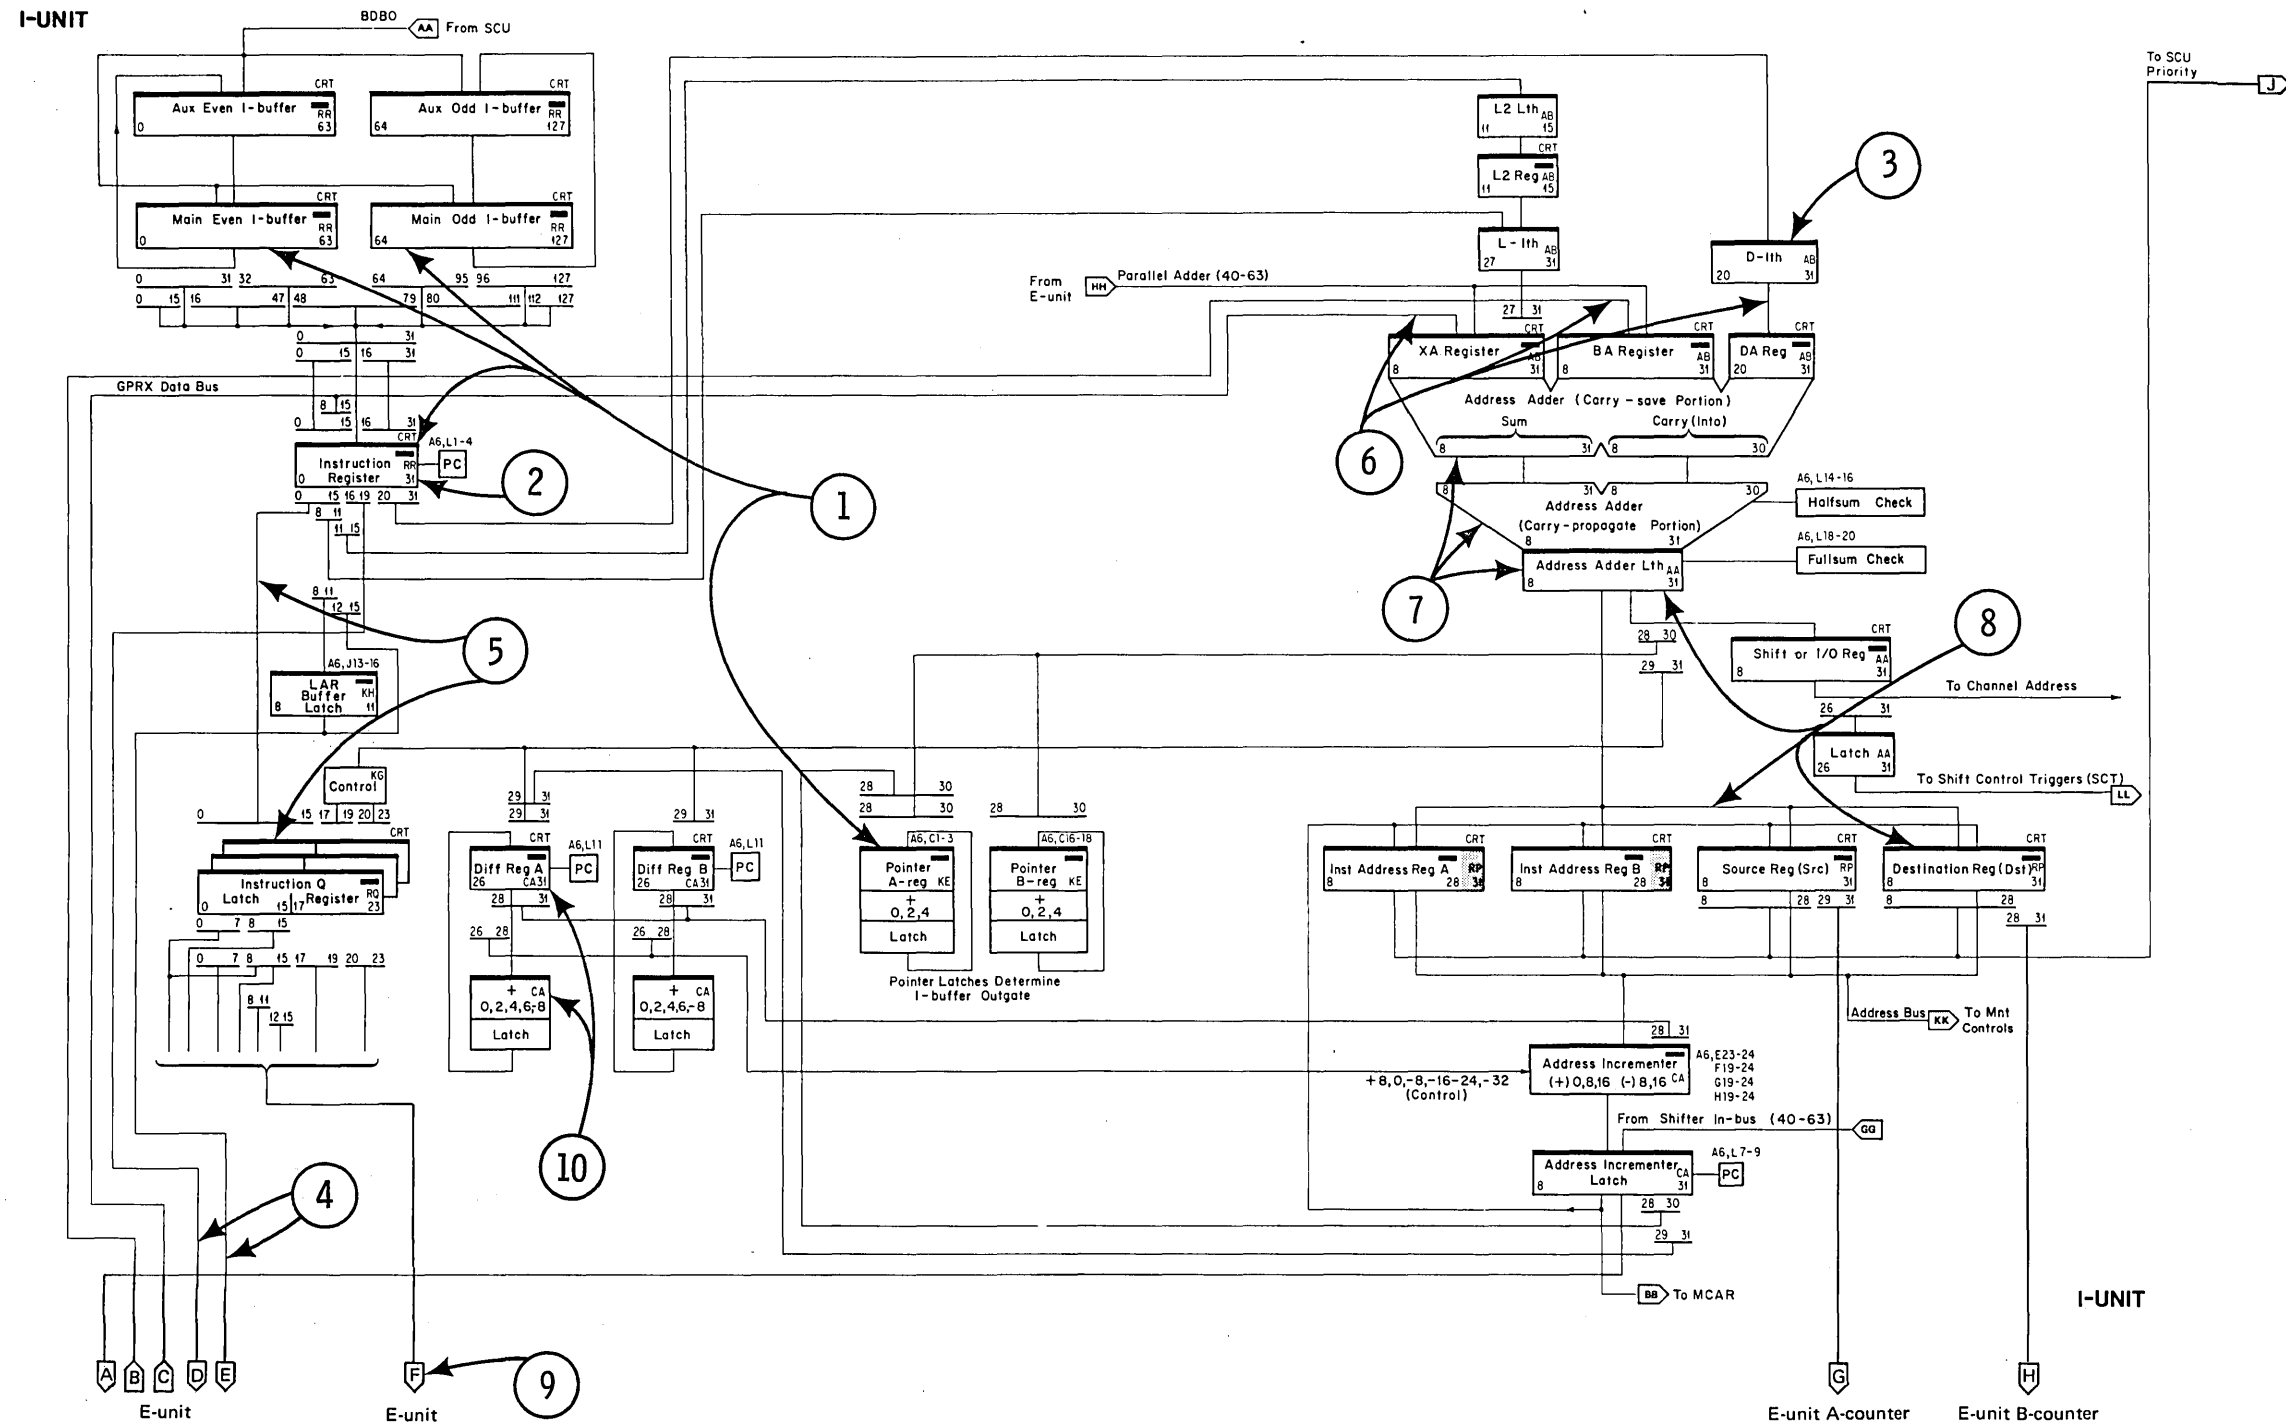 I-UNIT
BDBO
AA From SCU
To SCU
Priority
J
CRT
Aux Even I-buffer
RR
0 63
CRT
Aux Odd I-buffer
RR
64 127
CRT
Main Even I-buffer
RR
0 63
CRT
Main Odd I-buffer
RR
64 127
0 31 32 63 64 95 96 127
0 15 16 47 48 79 80 111 112 127
0 31
0 15 16 31
GPRX Data Bus
8 15
0 15 16 31
CRT
A6,L1-4
Instruction
Register
RR
0 31
PC
0 15 16 19 20 31
8 11
11 15
2
1
3
L2 Lth
AB
11 15
CRT
L2 Reg
AB
11 15
L-lth
AB
27 31
D-lth
AB
20 31
From
E-unit
HH
Parallel Adder (40-63)
27 31
CRT
XA Register
AB
8 31
CRT
BA Register
AB
8 31
CRT
DA Reg
AB
20 31
Address Adder (Carry-save Portion)
Sum
Carry (Into)
8 31 8 30
6
8 31 8 30
Address Adder
(Carry-propagate Portion)
8 31
A6, L14-16
Halfsum Check
A6, L18-20
Fullsum Check
Address Adder Lth
AA
8 31
7
8
28 30
29 31
CRT
Shift or I/O Reg
AA
8 31
To Channel Address
26 31
Latch AA
26 31
To Shift Control Triggers (SCT)
LL
8 11
12 15
5
A6,J13-16
LAR
Buffer
Latch
KH
8 11
KG
Control
0 15 17 19 20 23
CRT
Instruction Q
Latch Register
RQ
0 15 17 23
0 7 8 15
0 7 8 15 17 19 20 23
8 11
12 15
29 31
29 31
CRT
A6,L11
Diff Reg A
26 CA31
PC
28 31
26 28
+ CA
0,2,4,6,-8
Latch
29 31
CRT
A6,L11
Diff Reg B
26 CA31
PC
28 31
26 28
+ CA
0,2,4,6,-8
Latch
28 30
28 30
A6, C1-3
Pointer
A-reg KE
+
0,2,4
Latch
28 30
A6, C16-18
Pointer
B-reg KE
+
0,2,4
Latch
Pointer Latches Determine
I-buffer Outgate
CRT
Inst Address Reg A
RP
8 28 31
CRT
Inst Address Reg B
RP
8 28 31
CRT
Source Reg (Src)
RP
8 31
8 28 29 31
CRT
Destination Reg (Dst)
RP
8 31
8 28
28 31
Address Bus
KK
To Mnt
Controls
28 31
Address Incrementer
(+) 0,8,16 (-) 8,16 CA
A6,E23-24
F19-24
G19-24
H19-24
+8,0,-8,-16-24,-32
(Control)
From Shifter In-bus (40-63)
GG
Address Incrementer
Latch
CA
8 31
A6, L7-9
PC
28 30
29 31
BB To MCAR
10
4
9
I-UNIT
A B C D E
E-unit
F
E-unit
G
E-unit A-counter
H
E-unit B-counter